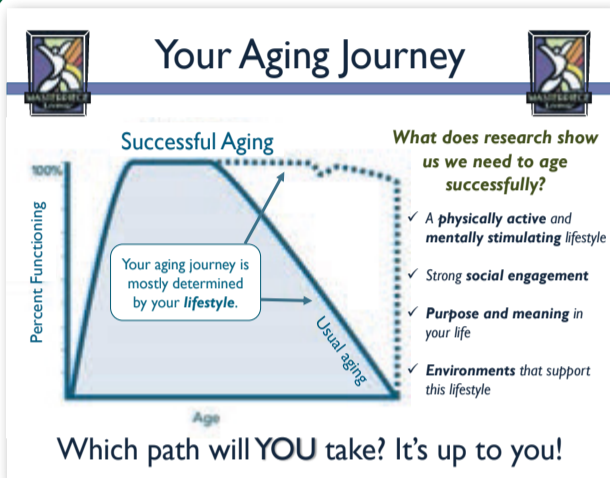 Your Aging Journey
MASTERPIECE
MASTERPIECE
Successful Aging
100%
Percent Functioning
Your aging journey is
mostly determined
by your lifestyle.
Usual aging
Age
What does research show
us we need to age
successfully?
✓ A physically active and
mentally stimulating lifestyle
✓ Strong social engagement
✓ Purpose and meaning in
your life
✓ Environments that support
this lifestyle
Which path will YOU take? It's up to you!